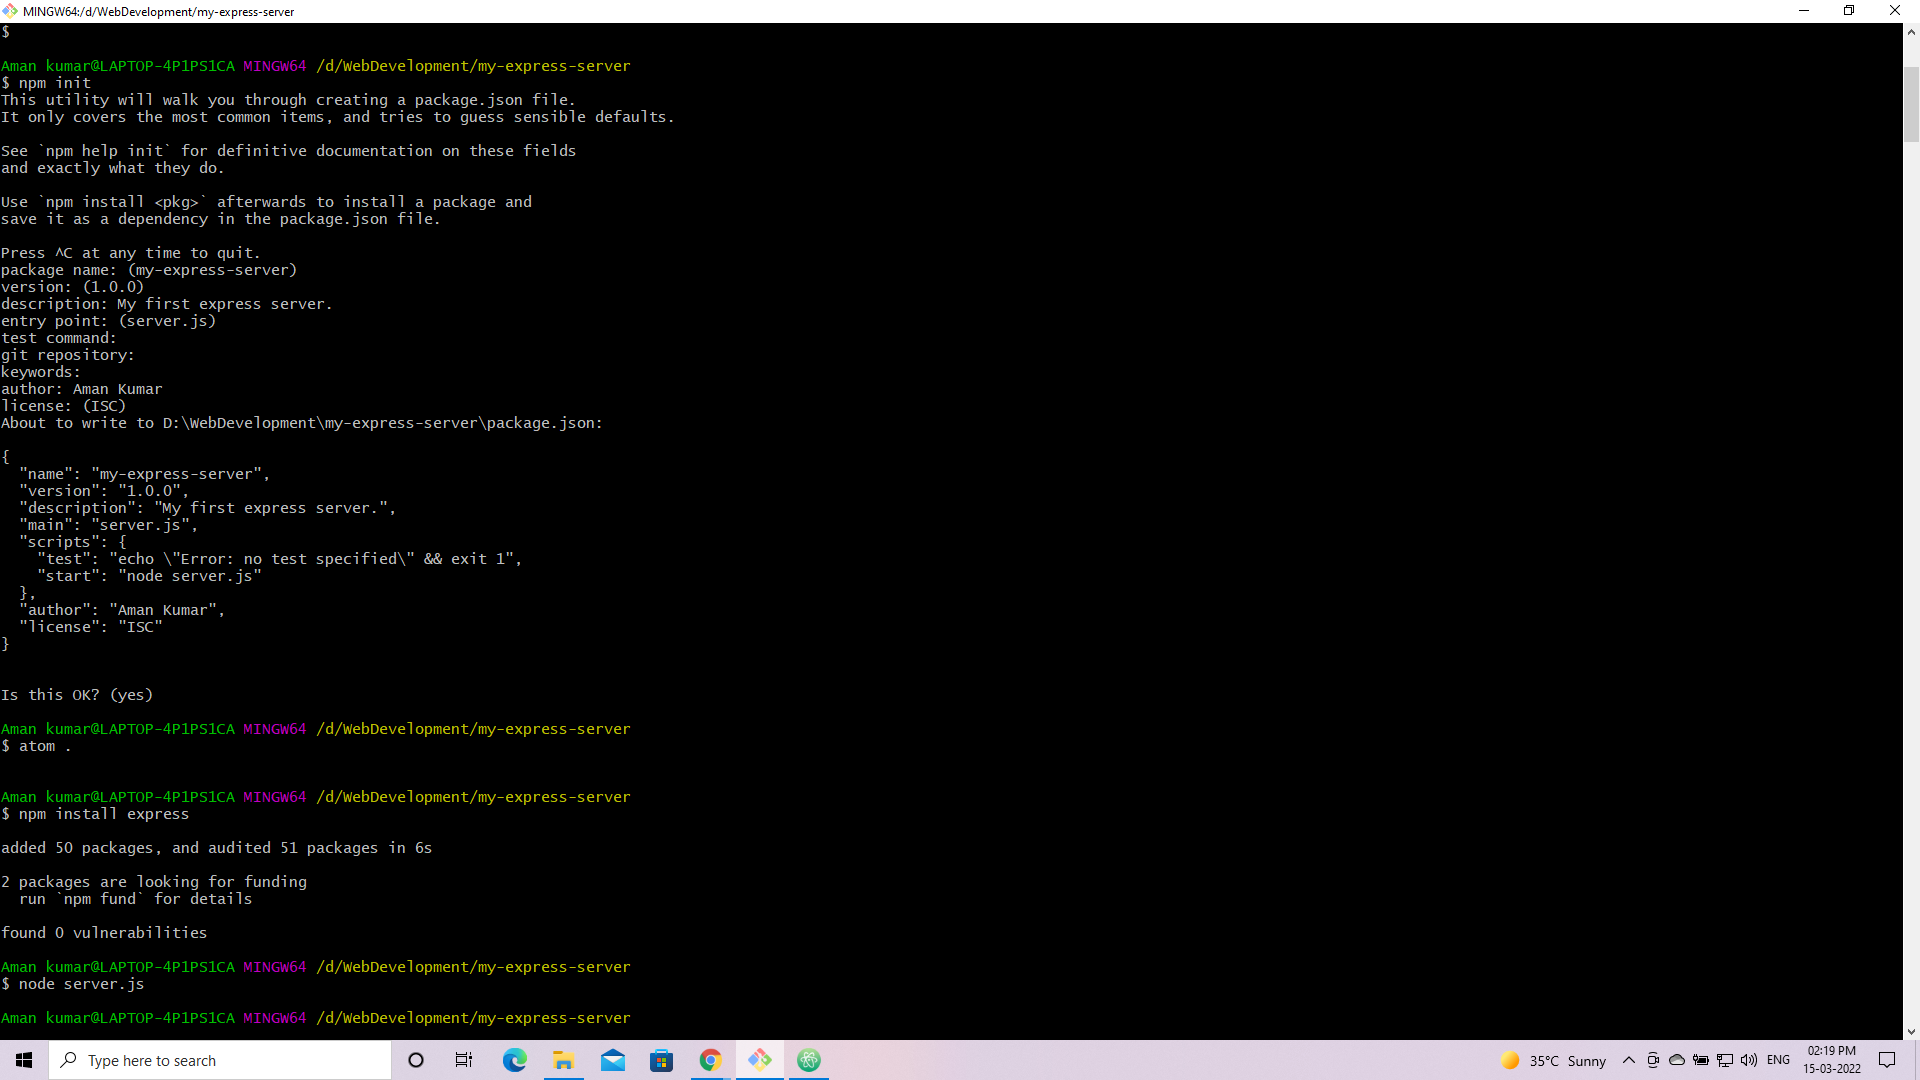 MINGW64:/d/WebDevelopment/my-express-server
$
Aman kumar@LAPTOP-4P1PS1CA MINGW64 /d/WebDevelopment/my-express-server
$ npm init
This utility will walk you through creating a package.json file.
It only covers the most common items, and tries to guess sensible defaults.
See `npm help init` for definitive documentation on these fields
and exactly what they do.
Use `npm install <pkg>` afterwards to install a package and
save it as a dependency in the package.json file.
Press ^C at any time to quit.
package name: (my-express-server)
version: (1.0.0)
description: My first express server.
entry point: (server.js)
test command:
git repository:
keywords:
author: Aman Kumar
license: (ISC)
About to write to D:\WebDevelopment\my-express-server\package.json:
{
  "name": "my-express-server",
  "version": "1.0.0",
  "description": "My first express server.",
  "main": "server.js",
  "scripts": {
    "test": "echo \"Error: no test specified\" && exit 1",
    "start": "node server.js"
  },
  "author": "Aman Kumar",
  "license": "ISC"
}
Is this OK? (yes)
Aman kumar@LAPTOP-4P1PS1CA MINGW64 /d/WebDevelopment/my-express-server
$ atom .
Aman kumar@LAPTOP-4P1PS1CA MINGW64 /d/WebDevelopment/my-express-server
$ npm install express
added 50 packages, and audited 51 packages in 6s
2 packages are looking for funding
  run `npm fund` for details
found 0 vulnerabilities
Aman kumar@LAPTOP-4P1PS1CA MINGW64 /d/WebDevelopment/my-express-server
$ node server.js
Aman kumar@LAPTOP-4P1PS1CA MINGW64 /d/WebDevelopment/my-express-server
Type here to search
35°C Sunny
ENG
02:19 PM
15-03-2022